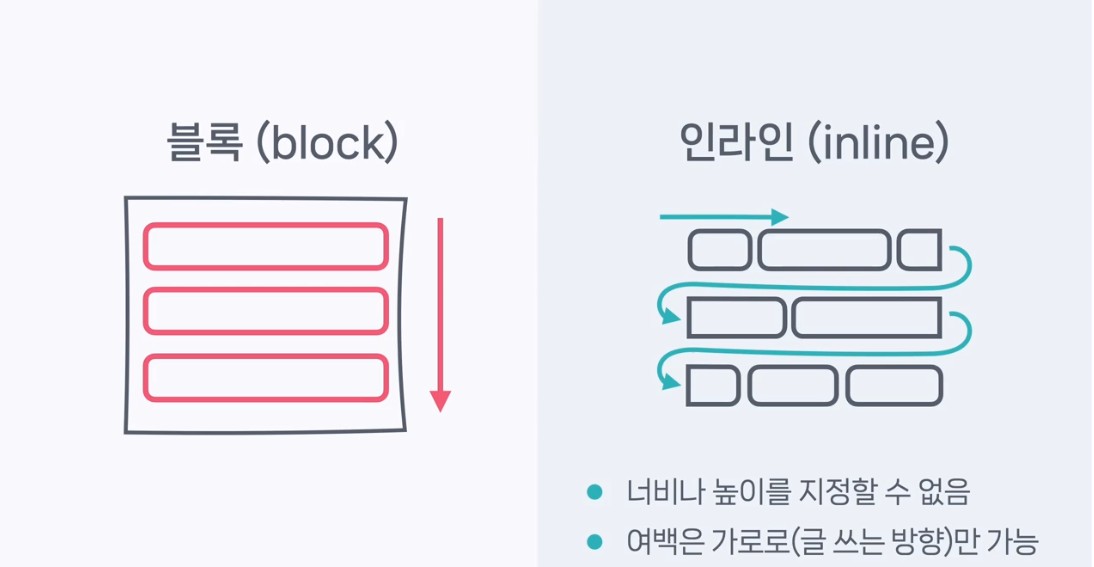 블록 (block)
인라인 (inline)
너비나 높이를 지정할 수 없음
여백은 가로로(글 쓰는 방향)만 가능